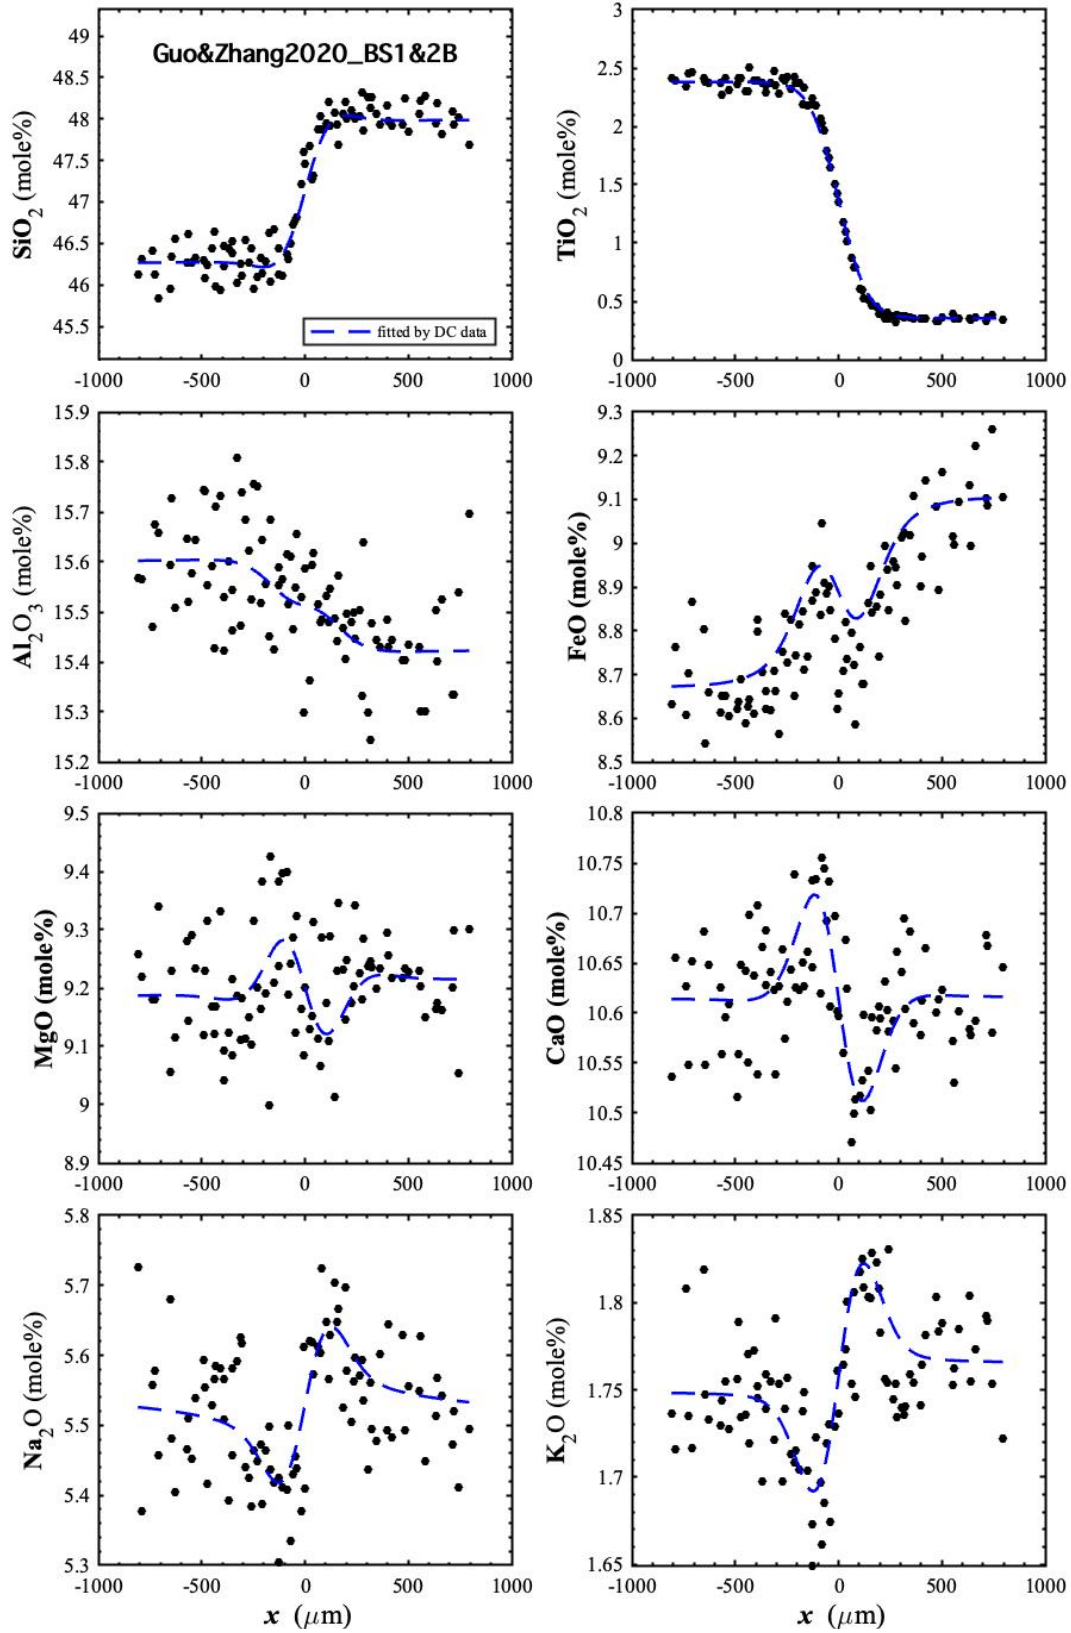 Guo&Zhang2020_BS1&2B
SiO2 (mole%)
49
48.5
48
47.5
47
46.5
46
45.5
fitted by DC data
-1000 -500 0 500 1000
TiO2 (mole%)
3
2.5
2
1.5
1
0.5
0
-1000 -500 0 500 1000
Al2O3 (mole%)
15.9
15.8
15.7
15.6
15.5
15.4
15.3
15.2
-1000 -500 0 500 1000
FeO (mole%)
9.3
9.2
9.1
9
8.9
8.8
8.7
8.6
8.5
-1000 -500 0 500 1000
MgO (mole%)
9.5
9.4
9.3
9.2
9.1
9
8.9
-1000 -500 0 500 1000
CaO (mole%)
10.8
10.75
10.7
10.65
10.6
10.55
10.5
10.45
-1000 -500 0 500 1000
Na2O (mole%)
5.8
5.7
5.6
5.5
5.4
5.3
-1000 -500 0 500 1000
x (μm)
K2O (mole%)
1.85
1.8
1.75
1.7
1.65
-1000 -500 0 500 1000
x (μm)